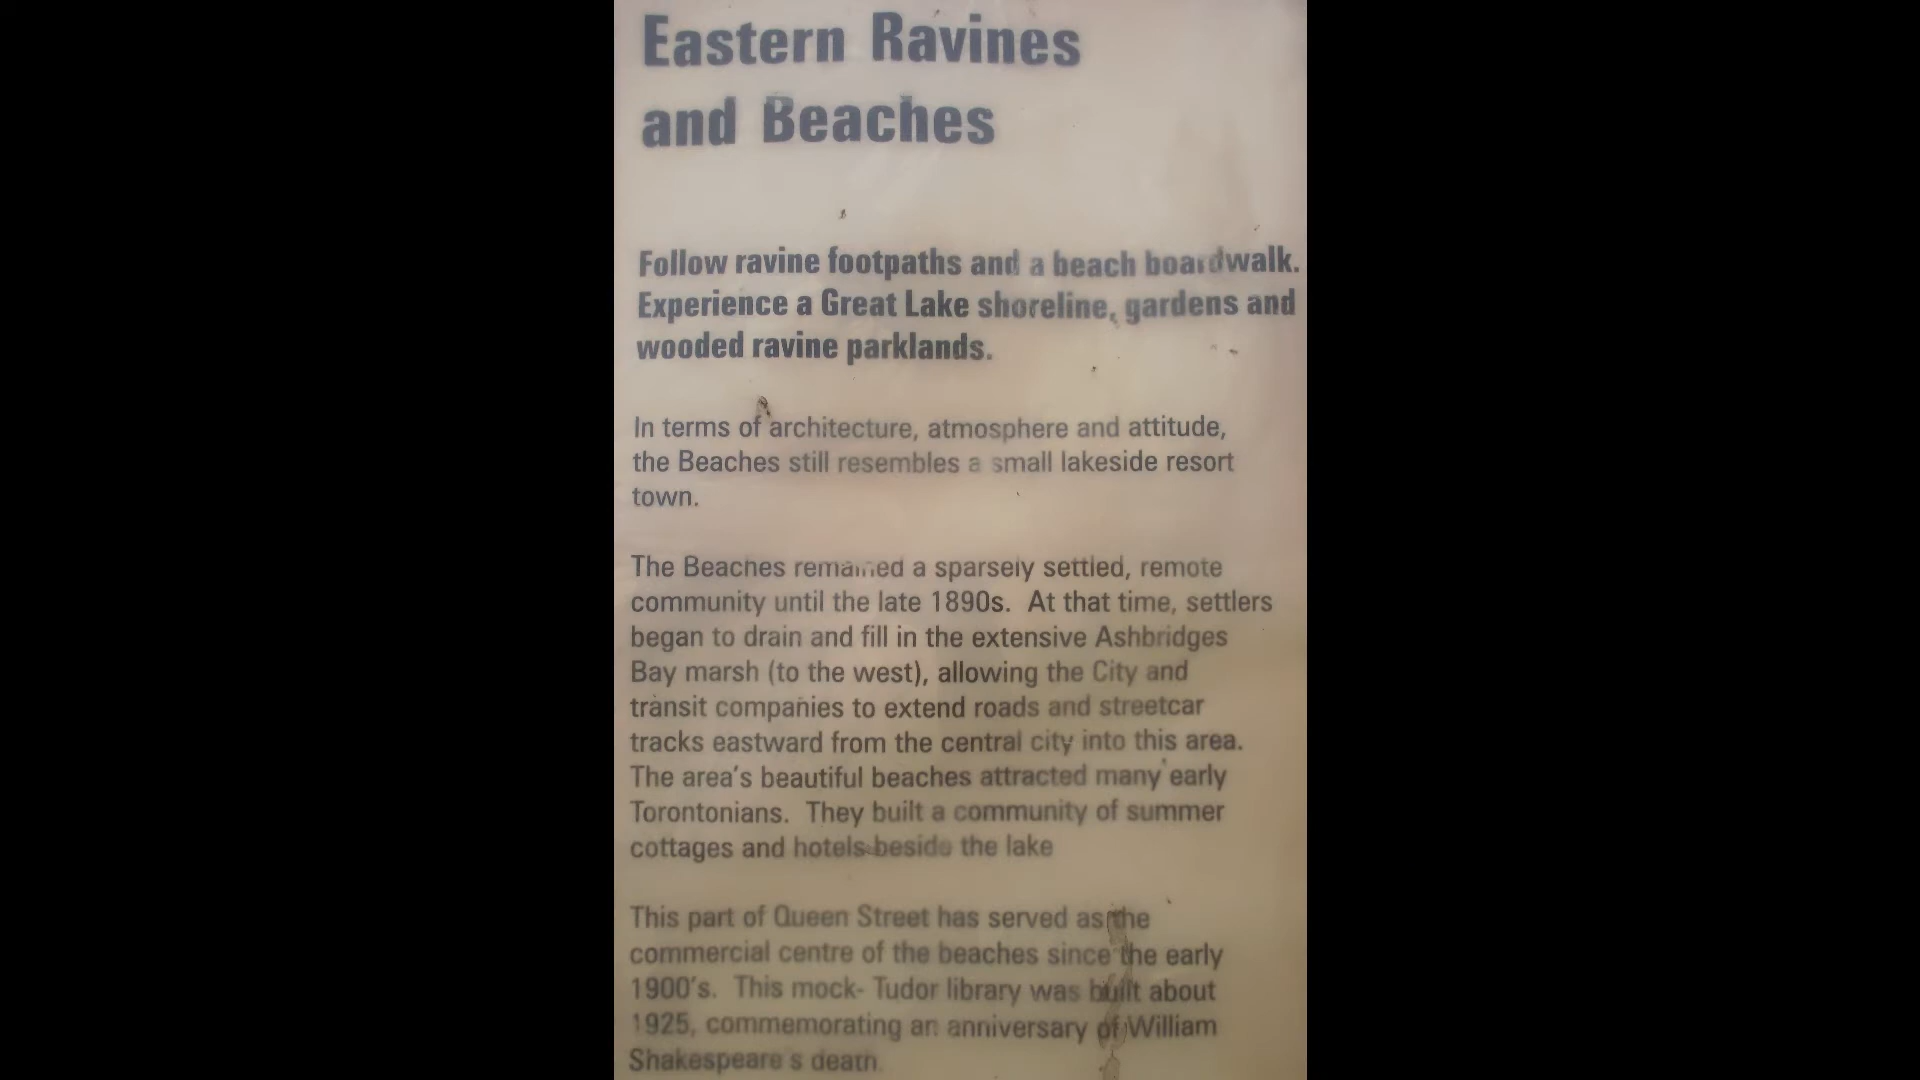 Eastern Ravines
and Beaches
Follow ravine footpaths and a beach boardwalk.
Experience a Great Lake shoreline, gardens and
wooded ravine parklands.
In terms of architecture, atmosphere and attitude,
the Beaches still resembles a small lakeside resort
town.
The Beaches remained a sparsely settled, remote
community until the late 1890s. At that time, settlers
began to drain and fill in the extensive Ashbridges
Bay marsh (to the west), allowing the City and
transit companies to extend roads and streetcar
tracks eastward from the central city into this area.
The area's beautiful beaches attracted many early
Torontonians. They built a community of summer
cottages and hotels beside the lake
This part of Queen Street has served as the
commercial centre of the beaches since the early
1900's. This mock- Tudor library was built about
1925, commemorating an anniversary of William
Shakespeare's death.